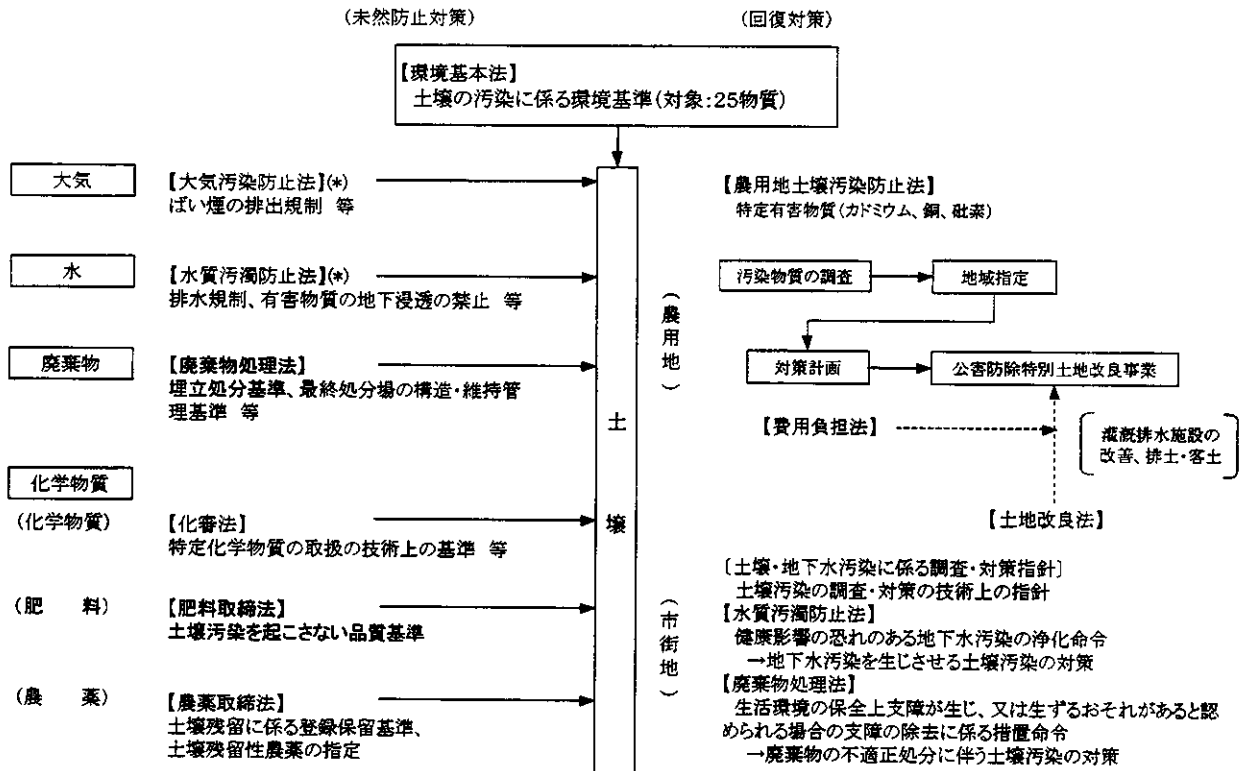 (未然防止対策)
(回復対策)
【環境基本法】
土壌の汚染に係る環境基準(対象:25物質)
大気
【大気汚染防止法】(*)
ばい煙の排出規制 等
水
【水質汚濁防止法】(*)
排水規制、有害物質の地下浸透の禁止 等
廃棄物
【廃棄物処理法】
埋立処分基準、最終処分場の構造・維持管
理基準 等
化学物質
(化学物質)
【化審法】
特定化学物質の取扱の技術上の基準 等
(肥 料)
【肥料取締法】
土壌汚染を起こさない品質基準
(農 薬)
【農薬取締法】
土壌残留に係る登録保留基準、
土壌残留性農薬の指定
土壌
(農用地)
【農用地土壌汚染防止法】
特定有害物質(カドミウム、銅、砒素)
汚染物質の調査
地域指定
対策計画
公害防除特別土地改良事業
【費用負担法】
灌漑排水施設の
改善、排土・客土
【土地改良法】
(市街地)
〔土壌・地下水汚染に係る調査・対策指針〕
土壌汚染の調査・対策の技術上の指針
【水質汚濁防止法】
健康影響の恐れのある地下水汚染の浄化命令
→地下水汚染を生じさせる土壌汚染の対策
【廃棄物処理法】
生活環境の保全上支障が生じ、又は生ずるおそれがあると認
められる場合の支障の除去に係る措置命令
→廃棄物の不適正処分に伴う土壌汚染の対策